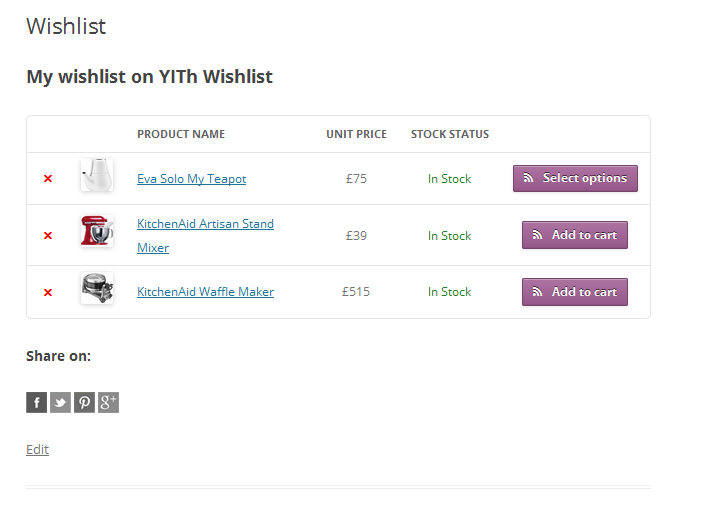 Wishlist
My wishlist on YITh Wishlist
PRODUCT NAME UNIT PRICE STOCK STATUS
× Eva Solo My Teapot £75 In Stock Select options
× KitchenAid Artisan Stand
Mixer £39 In Stock Add to cart
× KitchenAid Waffle Maker £515 In Stock Add to cart
Share on:
f P g+
Edit